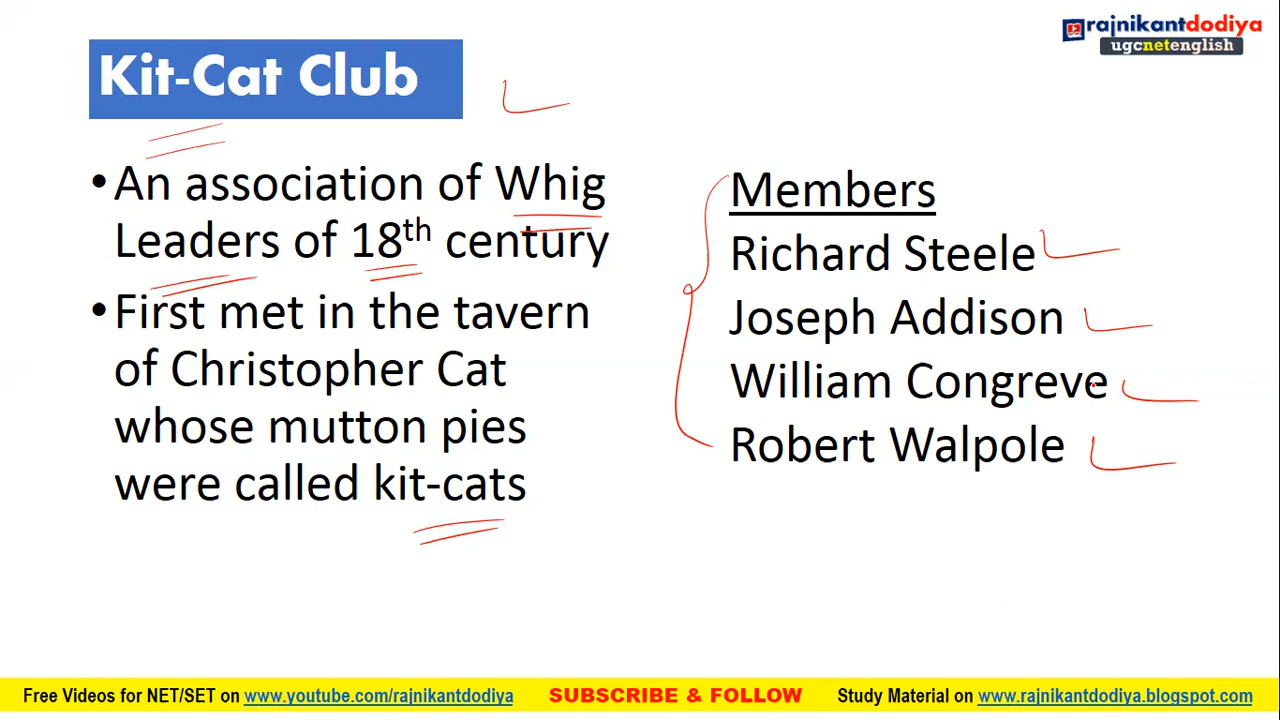 rajnikantdodiya
ugcnetenglish
Kit-Cat Club
•An association of Whig
Leaders of 18th century
•First met in the tavern
of Christopher Cat
whose mutton pies
were called kit-cats
Members
Richard Steele
Joseph Addison
William Congreve
Robert Walpole
Free Videos for NET/SET on www.youtube.com/rajnikantdodiya SUBSCRIBE & FOLLOW Study Material on www.rajnikantdodiya.blogspot.com